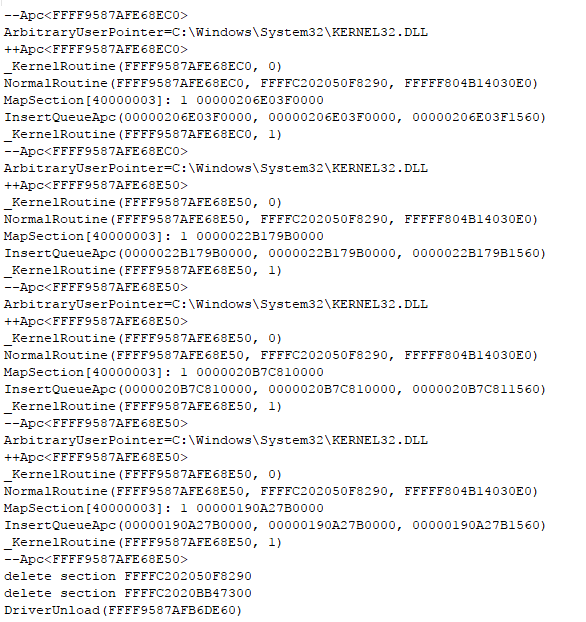 --Apc<FFFF9587AFE68EC0>
ArbitraryUserPointer=C:\Windows\System32\KERNEL32.DLL
++Apc<FFFF9587AFE68EC0>
_KernelRoutine(FFFF9587AFE68EC0, 0)
NormalRoutine(FFFF9587AFE68EC0, FFFFC202050F8290, FFFFF804B14030E0)
MapSection[40000003]: 1 00000206E03F0000
InsertQueueApc(00000206E03F0000, 00000206E03F0000, 00000206E03F1560)
_KernelRoutine(FFFF9587AFE68EC0, 1)
--Apc<FFFF9587AFE68EC0>
ArbitraryUserPointer=C:\Windows\System32\KERNEL32.DLL
++Apc<FFFF9587AFE68E50>
_KernelRoutine(FFFF9587AFE68E50, 0)
NormalRoutine(FFFF9587AFE68E50, FFFFC202050F8290, FFFFF804B14030E0)
MapSection[40000003]: 1 0000022B179B0000
InsertQueueApc(0000022B179B0000, 0000022B179B0000, 0000022B179B1560)
_KernelRoutine(FFFF9587AFE68E50, 1)
--Apc<FFFF9587AFE68E50>
ArbitraryUserPointer=C:\Windows\System32\KERNEL32.DLL
++Apc<FFFF9587AFE68E50>
_KernelRoutine(FFFF9587AFE68E50, 0)
NormalRoutine(FFFF9587AFE68E50, FFFFC202050F8290, FFFFF804B14030E0)
MapSection[40000003]: 1 0000020B7C810000
InsertQueueApc(0000020B7C810000, 0000020B7C810000, 0000020B7C811560)
_KernelRoutine(FFFF9587AFE68E50, 1)
--Apc<FFFF9587AFE68E50>
ArbitraryUserPointer=C:\Windows\System32\KERNEL32.DLL
++Apc<FFFF9587AFE68E50>
_KernelRoutine(FFFF9587AFE68E50, 0)
NormalRoutine(FFFF9587AFE68E50, FFFFC202050F8290, FFFFF804B14030E0)
MapSection[40000003]: 1 00000190A27B0000
InsertQueueApc(00000190A27B0000, 00000190A27B0000, 00000190A27B1560)
_KernelRoutine(FFFF9587AFE68E50, 1)
--Apc<FFFF9587AFE68E50>
delete section FFFFC202050F8290
delete section FFFFC2020BB47300
DriverUnload(FFFF9587AFB6DE60)